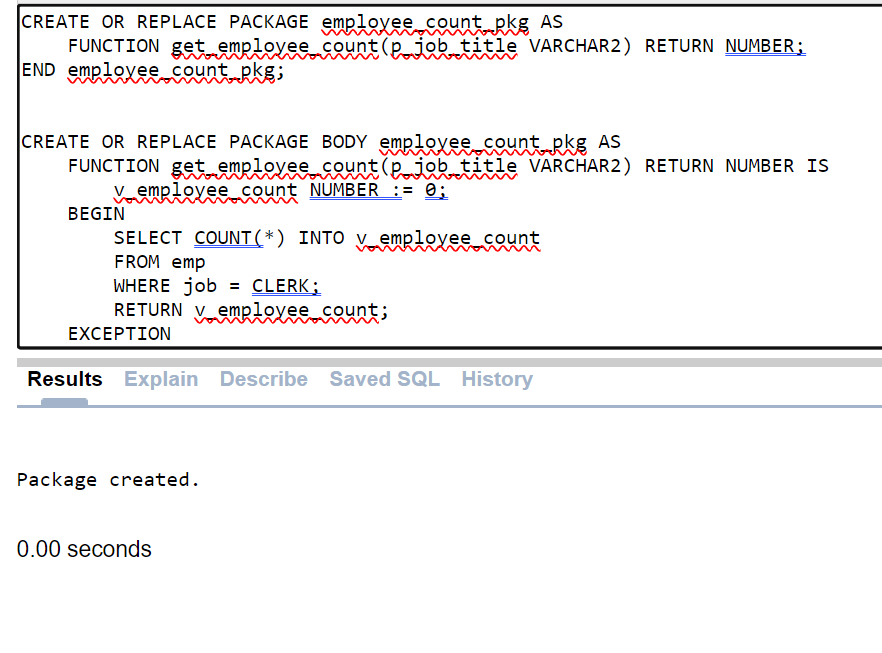 CREATE OR REPLACE PACKAGE employee_count_pkg AS
FUNCTION get_employee_count(p_job_title VARCHAR2) RETURN NUMBER;
END employee_count_pkg;
CREATE OR REPLACE PACKAGE BODY employee_count_pkg AS
FUNCTION get_employee_count(p_job_title VARCHAR2) RETURN NUMBER IS
v_employee_count NUMBER := 0;
BEGIN
SELECT COUNT(*) INTO v_employee_count
FROM emp
WHERE job = CLERK;
RETURN v_employee_count;
EXCEPTION
Results Explain Describe Saved SQL History
Package created.
0.00 seconds